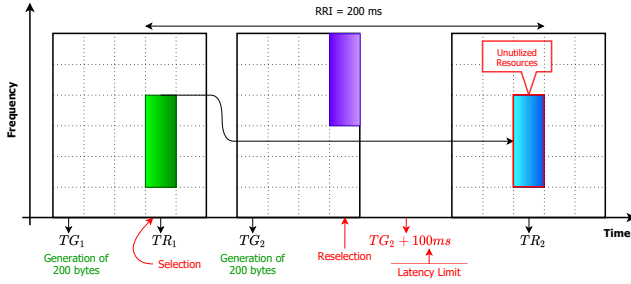 RRI = 200 ms
Unutilized
Resources
Frequency
Time
TG₁
TR₁
TG₂
TG₂ + 100ms
TR₂
Generation of
200 bytes
Selection
Generation of
200 bytes
Reselection
Latency Limit